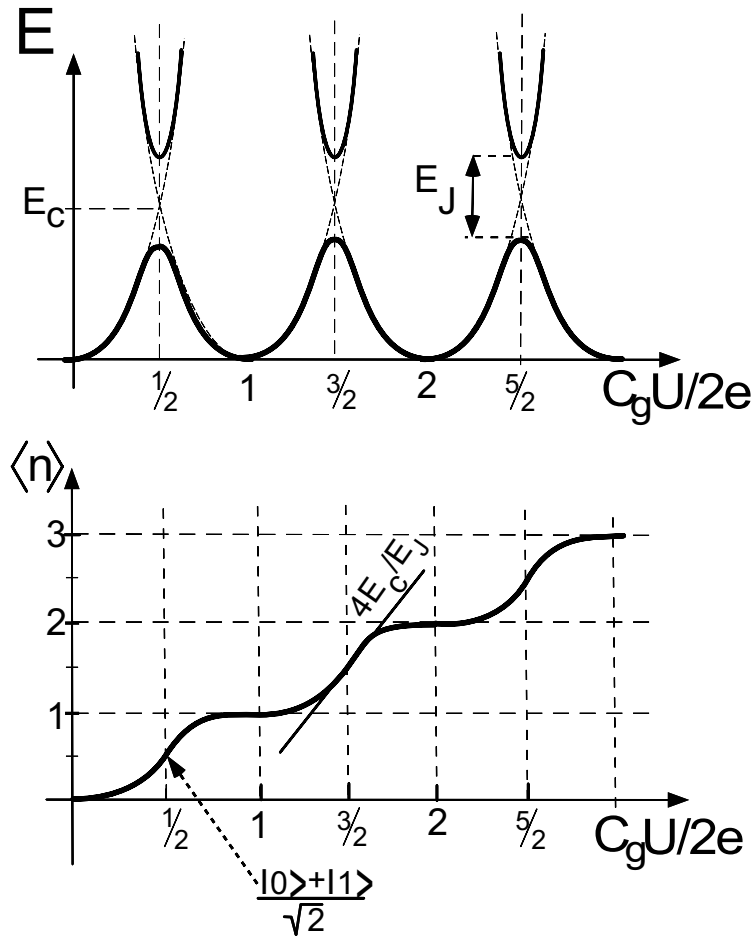 E
E_C
E_J
½ 1 3/2 2 5/2 C_gU/2e
⟨n⟩
3
2
1
4E_C/E_J
½ 1 3/2 2 5/2 C_gU/2e
|0>+|1>
√2